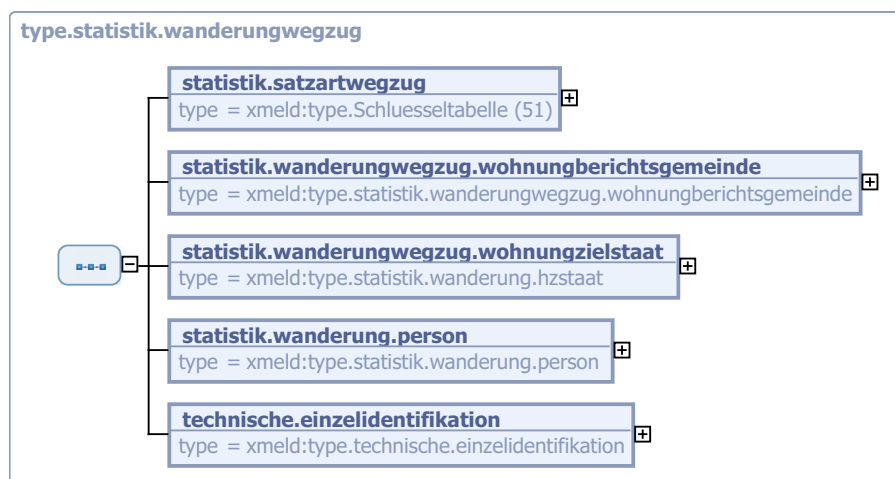 type.statistik.wanderungwegzug
statistik.satzartwegzug
type = xmeld:type.Schluesseltabelle (51)
statistik.wanderungwegzug.wohnungberichtsgemeinde
type = xmeld:type.statistik.wanderungwegzug.wohnungberichtsgemeinde
statistik.wanderungwegzug.wohnungzielstaat
type = xmeld:type.statistik.wanderung.hzstaat
statistik.wanderung.person
type = xmeld:type.statistik.wanderung.person
technische.einzelidentifikation
type = xmeld:type.technische.einzelidentifikation